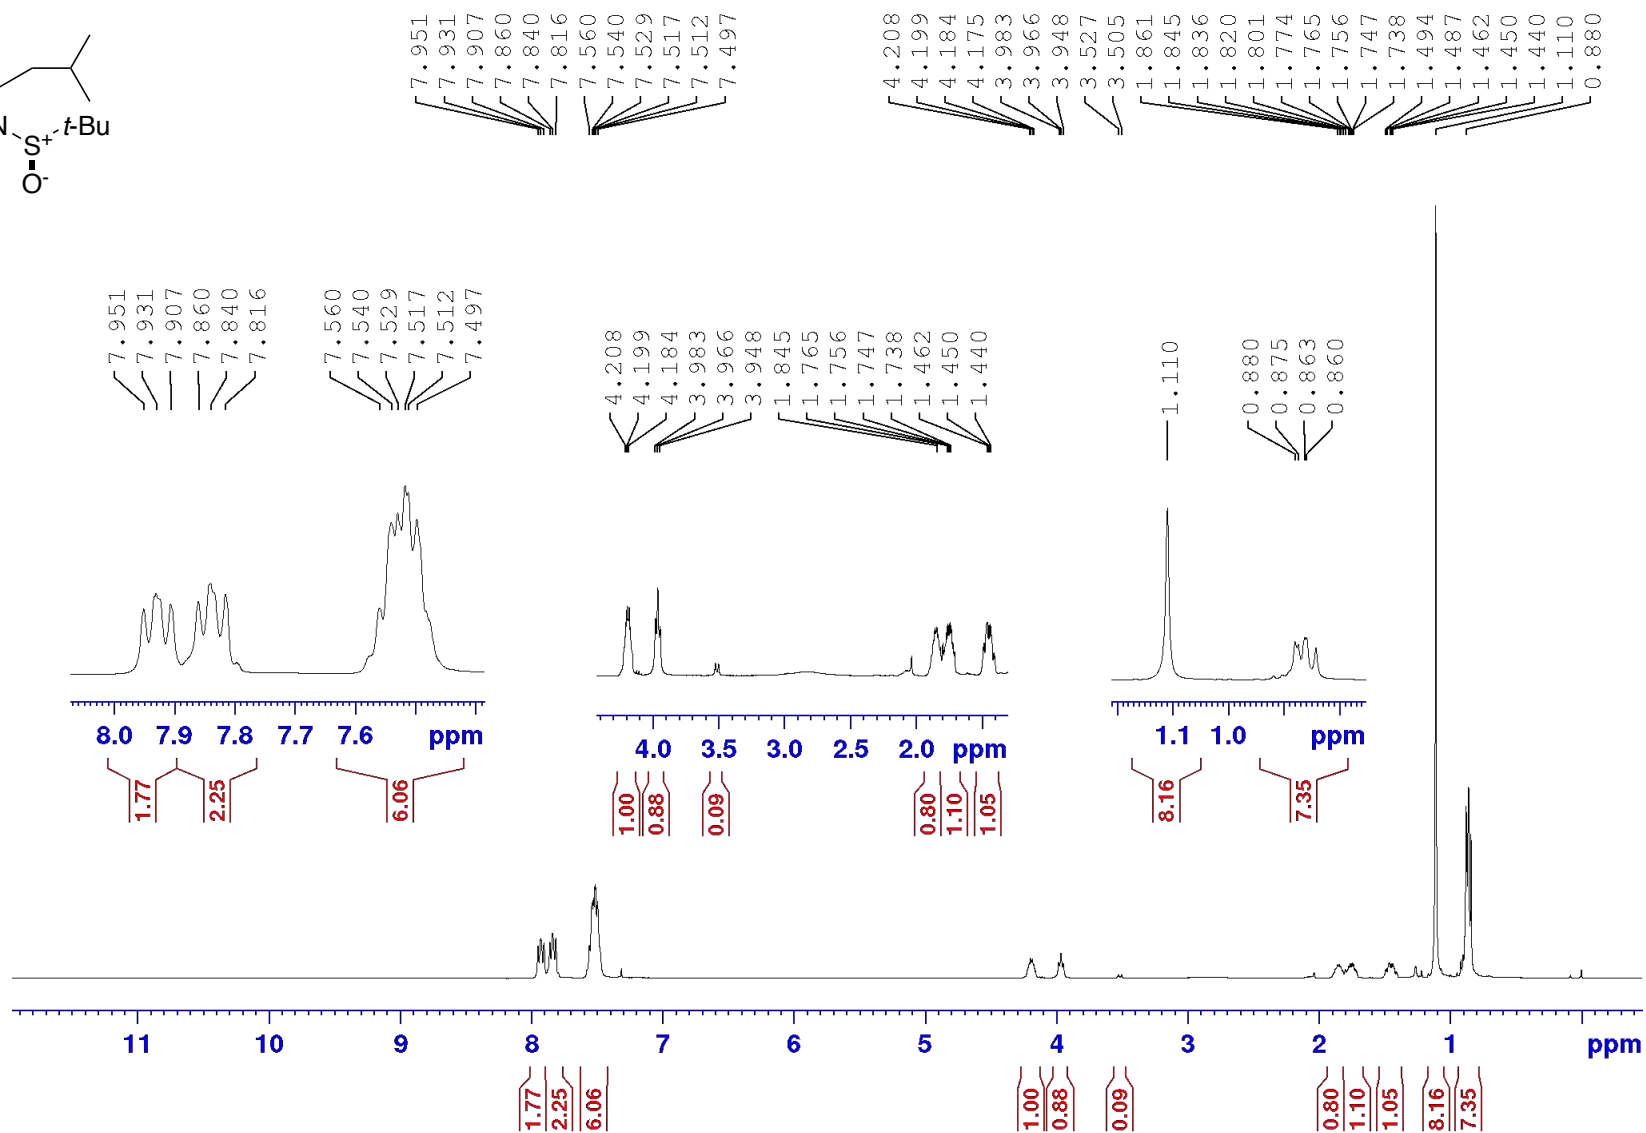 7.951 7.931 7.907 7.860 7.840 7.816 7.560 7.540 7.529 7.517 7.512 7.497
4.208 4.199 4.184 4.175 3.983 3.966 3.948 3.527 3.505 1.861 1.845 1.836 1.820 1.801 1.774 1.765 1.756 1.747 1.738 1.494 1.487 1.462 1.450 1.440 1.110 0.880
N
S+
t-Bu
O-
7.951 7.931 7.907 7.860 7.840 7.816
7.560 7.540 7.529 7.517 7.512 7.497
4.208 4.199 4.184 3.983 3.966 3.948 1.845 1.765 1.756 1.747 1.738 1.462 1.450 1.440
1.110
0.880 0.875 0.863 0.860
8.0 7.9 7.8 7.7 7.6 ppm
4.0 3.5 3.0 2.5 2.0 ppm
1.1 1.0 ppm
1.77 2.25 6.06
1.00 0.88 0.09 0.80 1.10 1.05
8.16 7.35
11 10 9 8 7 6 5 4 3 2 1 ppm
1.77 2.25 6.06 1.00 0.88 0.09 0.80 1.10 1.05 8.16 7.35